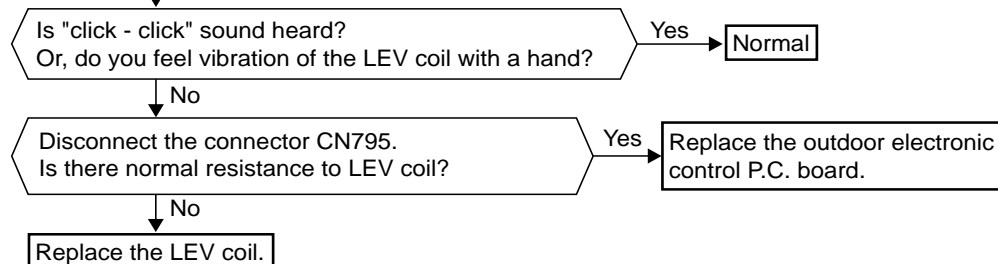 Is "click - click" sound heard?
Or, do you feel vibration of the LEV coil with a hand?
Yes
Normal
No
Disconnect the connector CN795.
Is there normal resistance to LEV coil?
Yes
Replace the outdoor electronic
control P.C. board.
No
Replace the LEV coil.